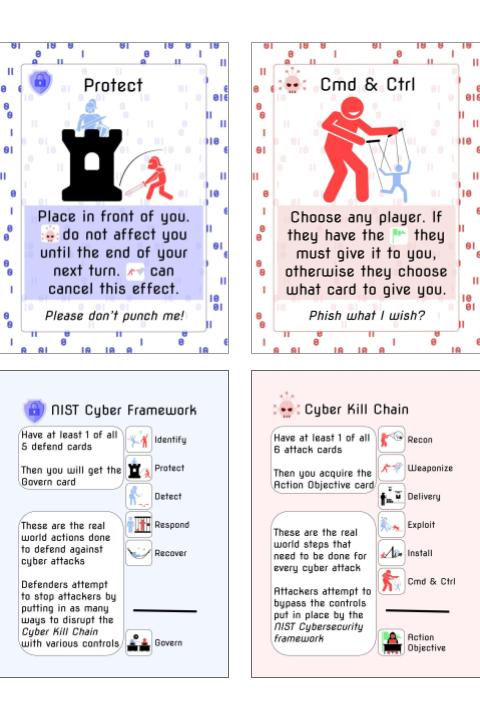 Protect
Place in front of you.
do not affect you
until the end of your
next turn. can
cancel this effect.
Please don't punch me!
Cmd & Ctrl
Choose any player. If
they have the they
must give it to you,
otherwise they choose
what card to give you.
Phish what I wish?
NIST Cyber Framework
Have at least 1 of all
5 defend cards
Then you will get the
Govern card
Identify
Protect
Detect
Respond
Recover
These are the real
world actions done
to defend against
cyber attacks
Defenders attempt
to stop attackers by
putting in as many
ways to disrupt the
Cyber Kill Chain
with various controls
Govern
Cyber Kill Chain
Have at least 1 of all
6 attack cards
Then you acquire the
Action Objective card
Recon
Weaponize
Delivery
Exploit
Install
Cmd & Ctrl
These are the real
world steps that
need to be done for
every cyber attack
Attackers attempt to
bypass the controls
put in place by the
NIST Cybersecurity
framework
Action
Objective